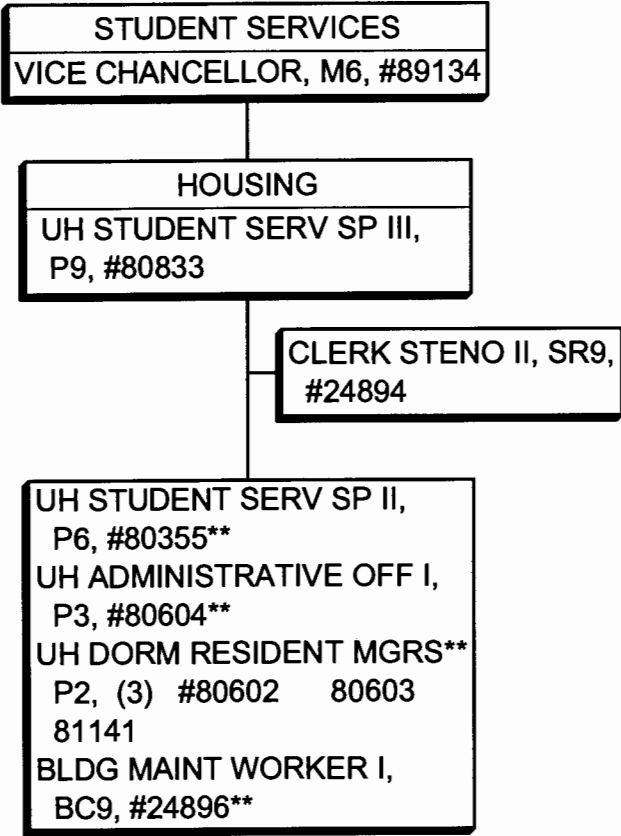 STUDENT SERVICES
VICE CHANCELLOR, M6, #89134
HOUSING
UH STUDENT SERV SP III,
P9, #80833
CLERK STENO II, SR9,
#24894
UH STUDENT SERV SP II,
P6, #80355**
UH ADMINISTRATIVE OFF I,
P3, #80604**
UH DORM RESIDENT MGRS**
P2, (3) #80602 80603
81141
BLDG MAINT WORKER I,
BC9, #24896**